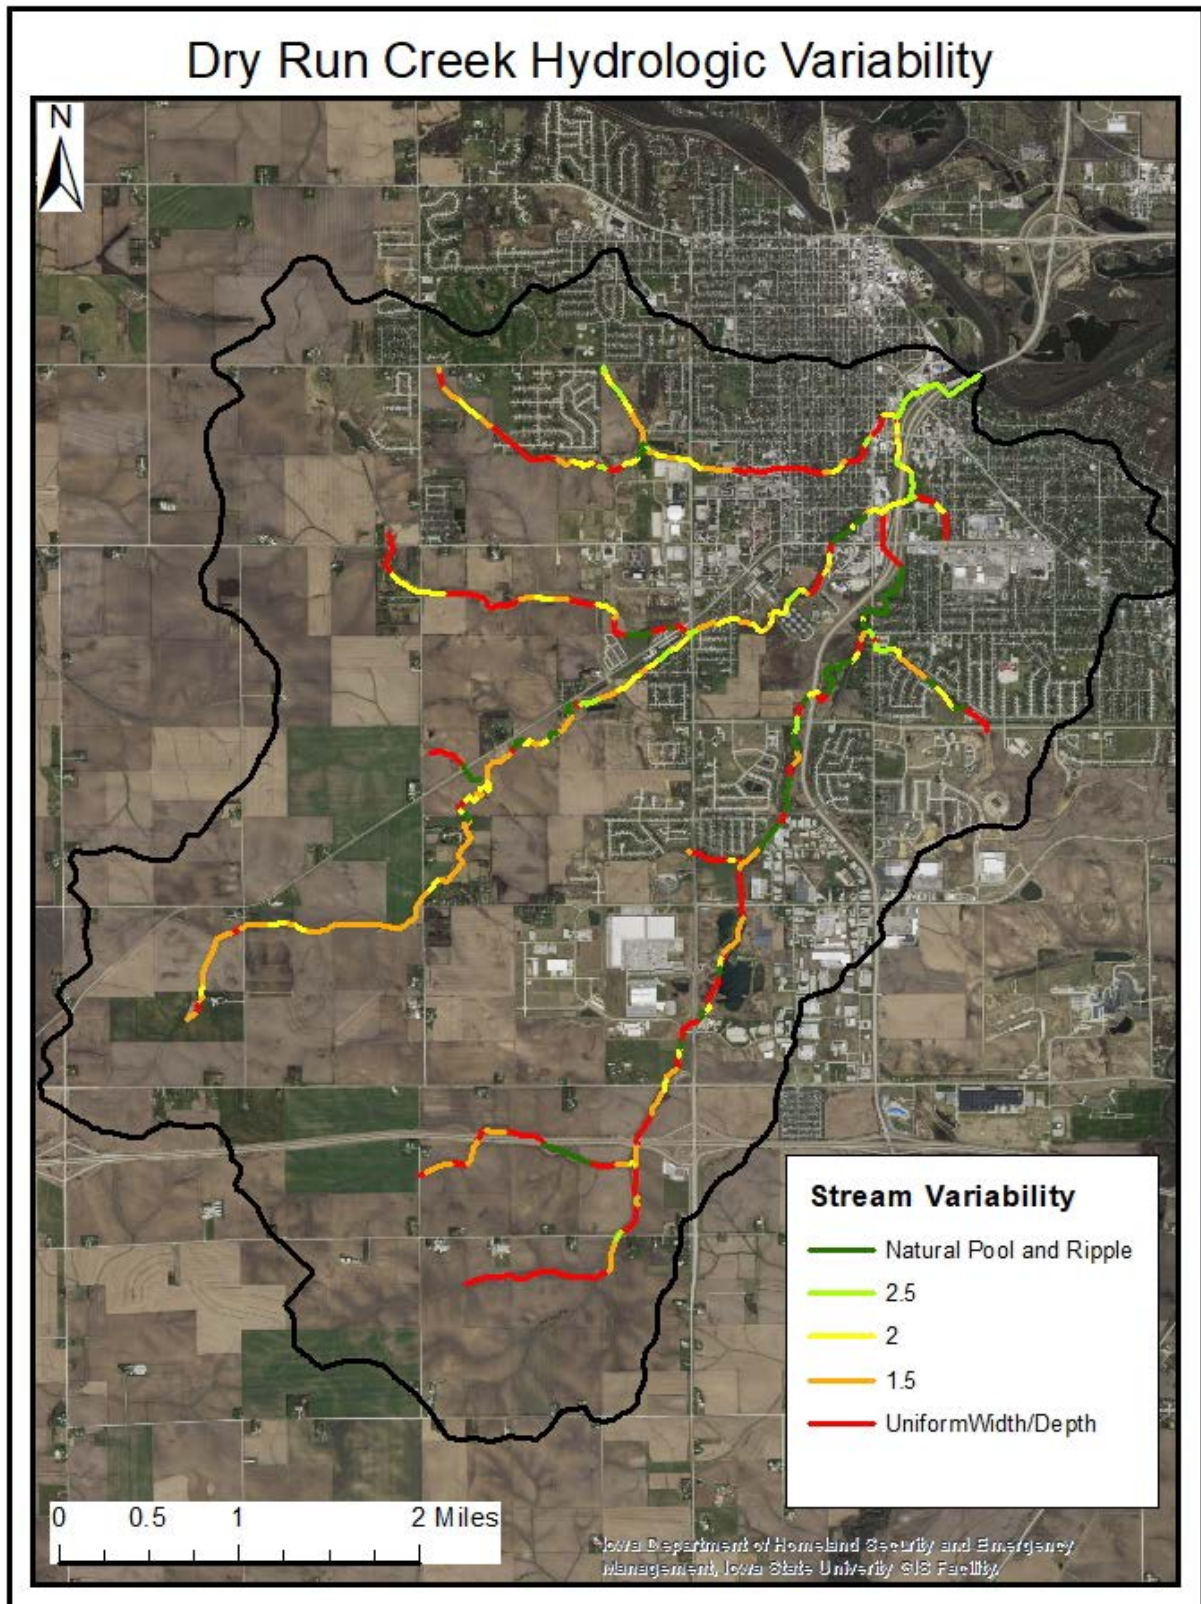 Dry Run Creek Hydrologic Variability
N
Stream Variability
Natural Pool and Ripple
2.5
2
1.5
UniformWidth/Depth
0 0.5 1 2 Miles
Iowa Department of Homeland Security and Emergency
Management, Iowa State Univerity GIS Facility.